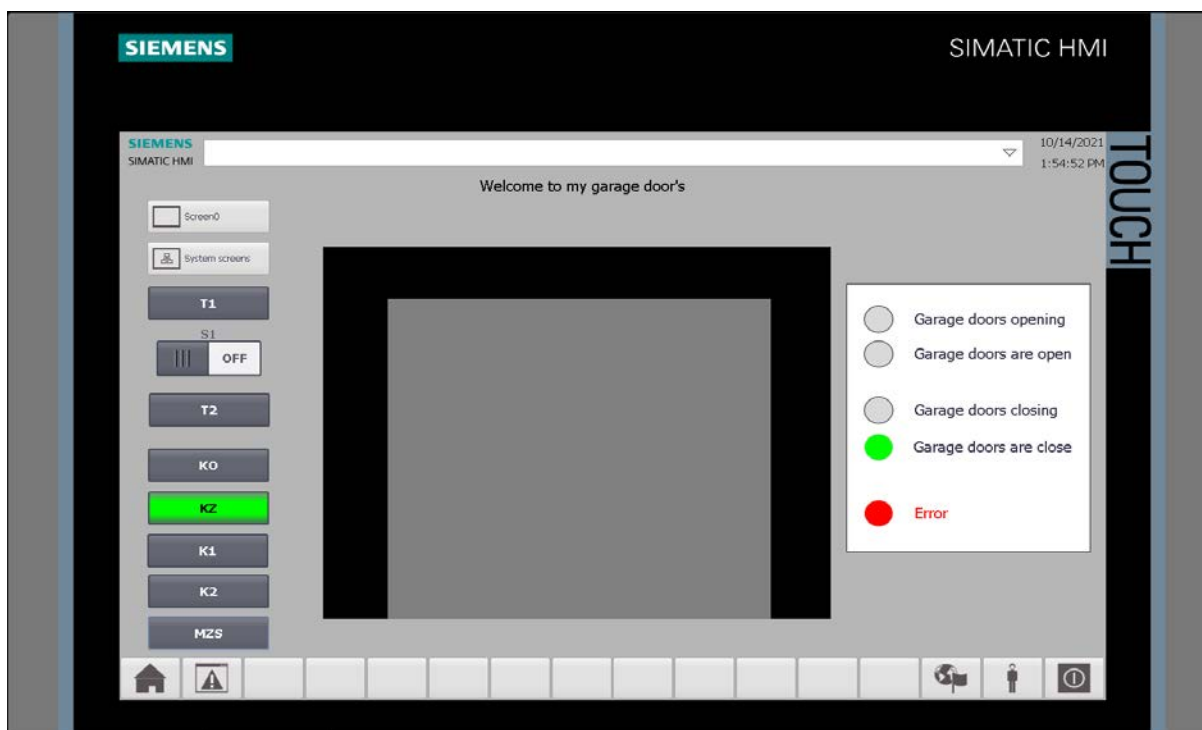 SIEMENS
SIMATIC HMI
TOUCH
SIEMENS
SIMATIC HMI
10/14/2021
1:54:52 PM
Welcome to my garage door's
Screen0
System screens
T1
S1
OFF
T2
KO
KZ
K1
K2
MZS
Garage doors opening
Garage doors are open
Garage doors closing
Garage doors are close
Error